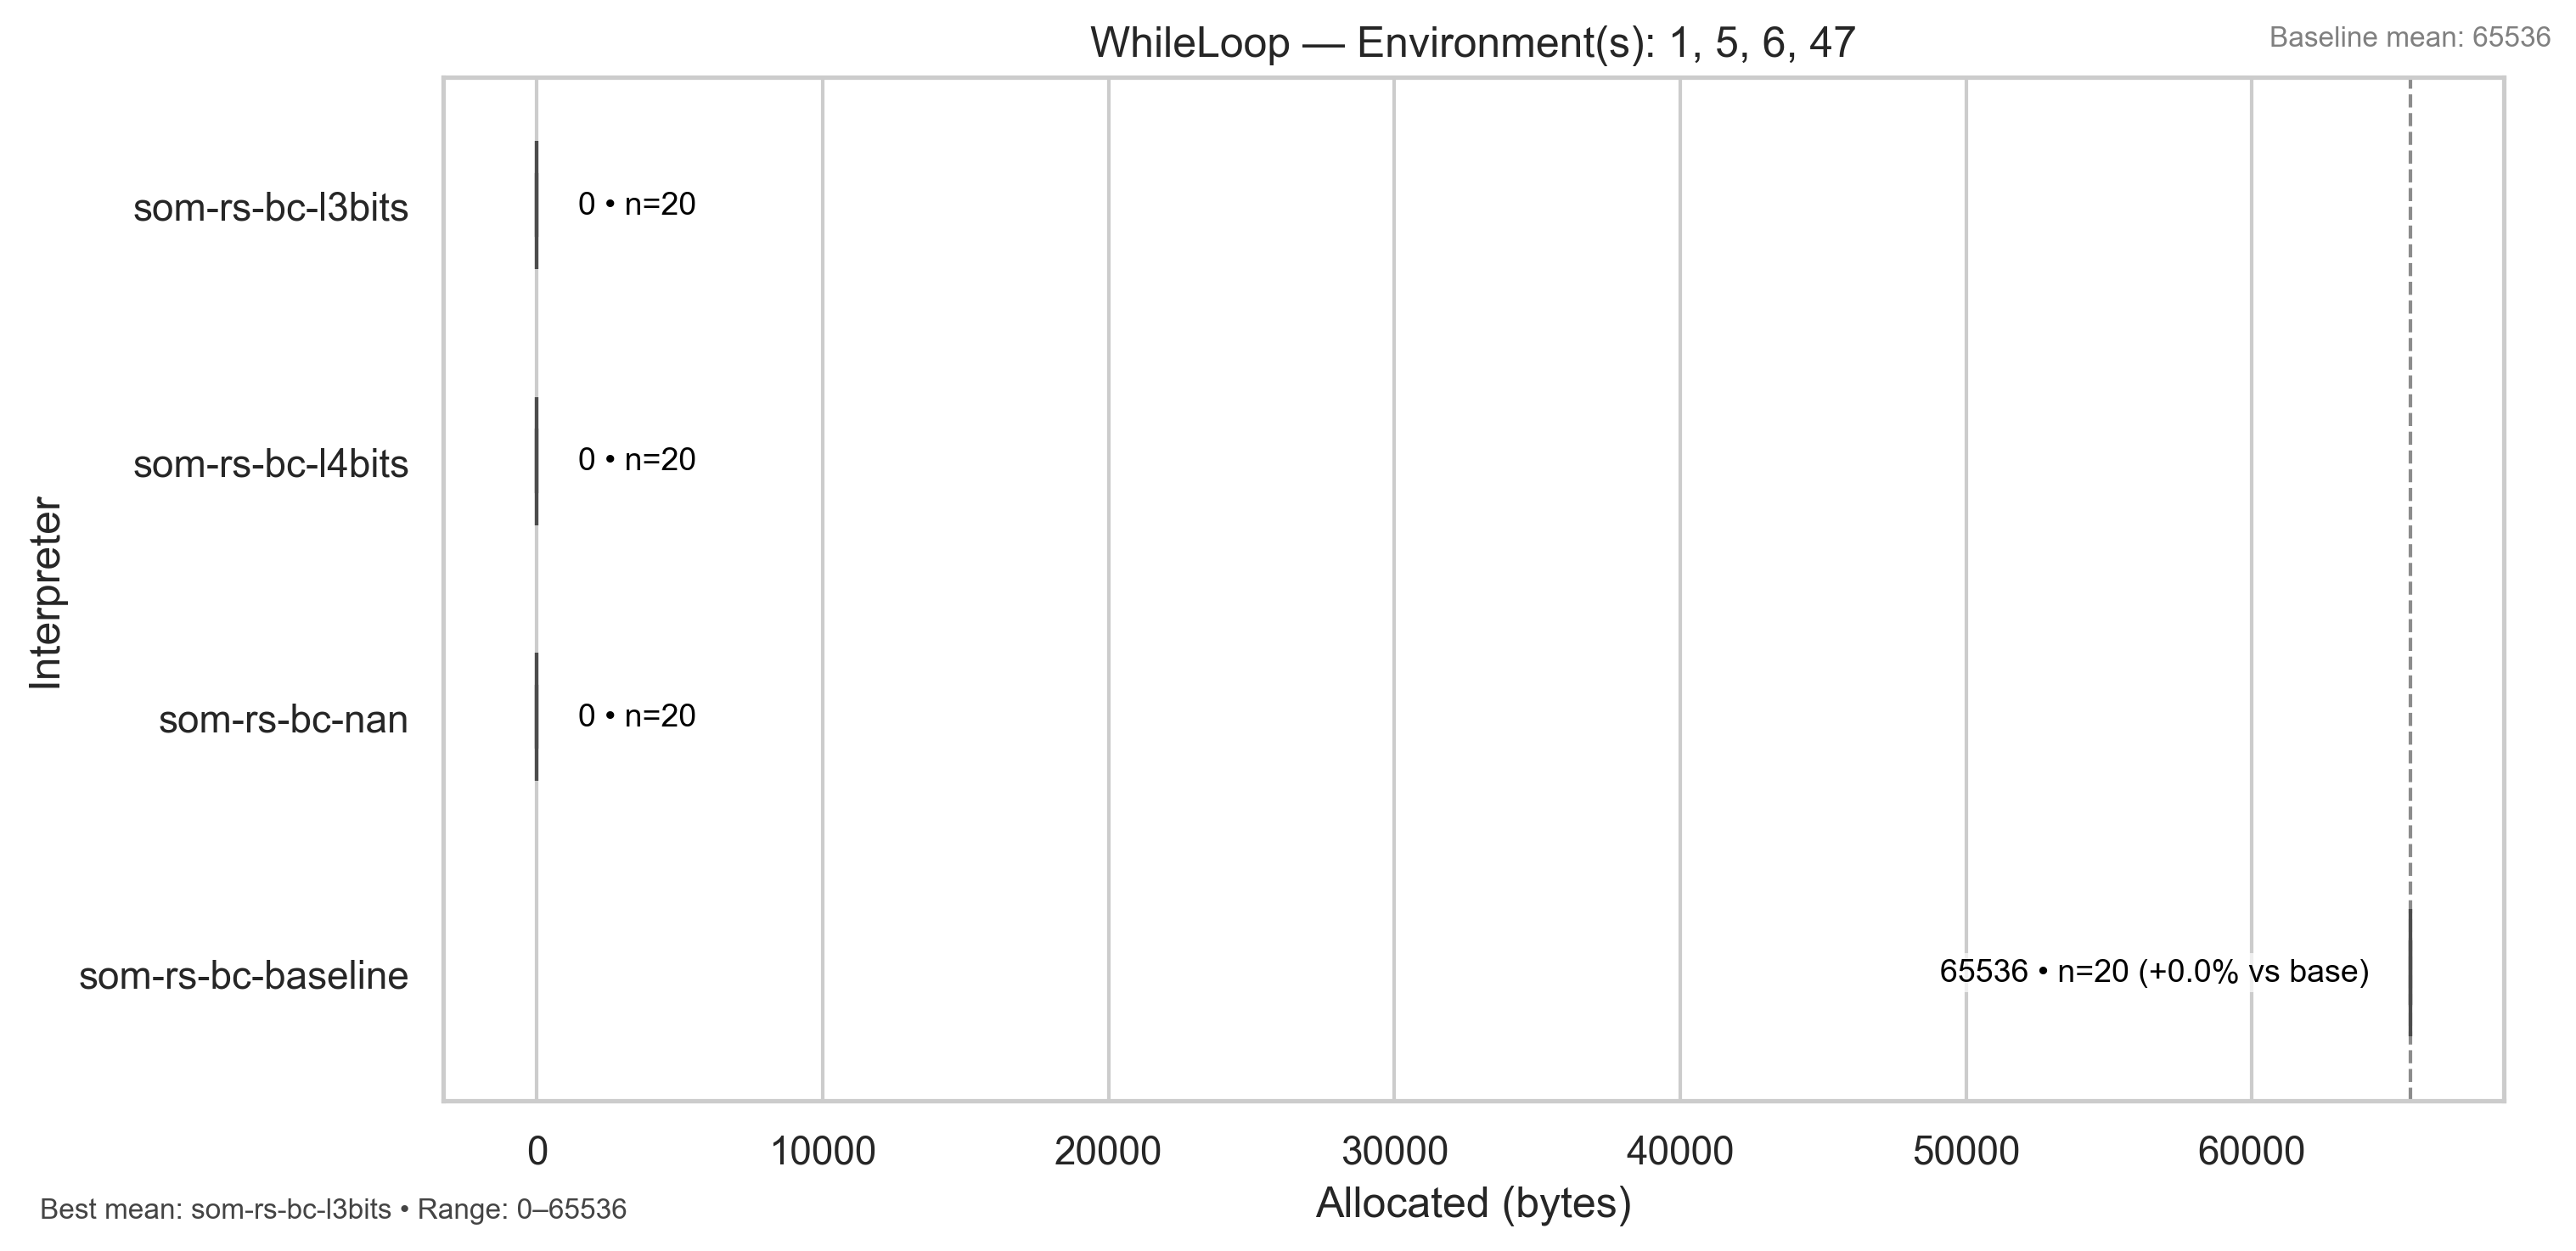 WhileLoop — Environment(s): 1, 5, 6, 47
Baseline mean: 65536
Interpreter
som-rs-bc-l3bits
0 • n=20
som-rs-bc-l4bits
0 • n=20
som-rs-bc-nan
0 • n=20
som-rs-bc-baseline
65536 • n=20 (+0.0% vs base)
0 10000 20000 30000 40000 50000 60000
Allocated (bytes)
Best mean: som-rs-bc-l3bits • Range: 0–65536